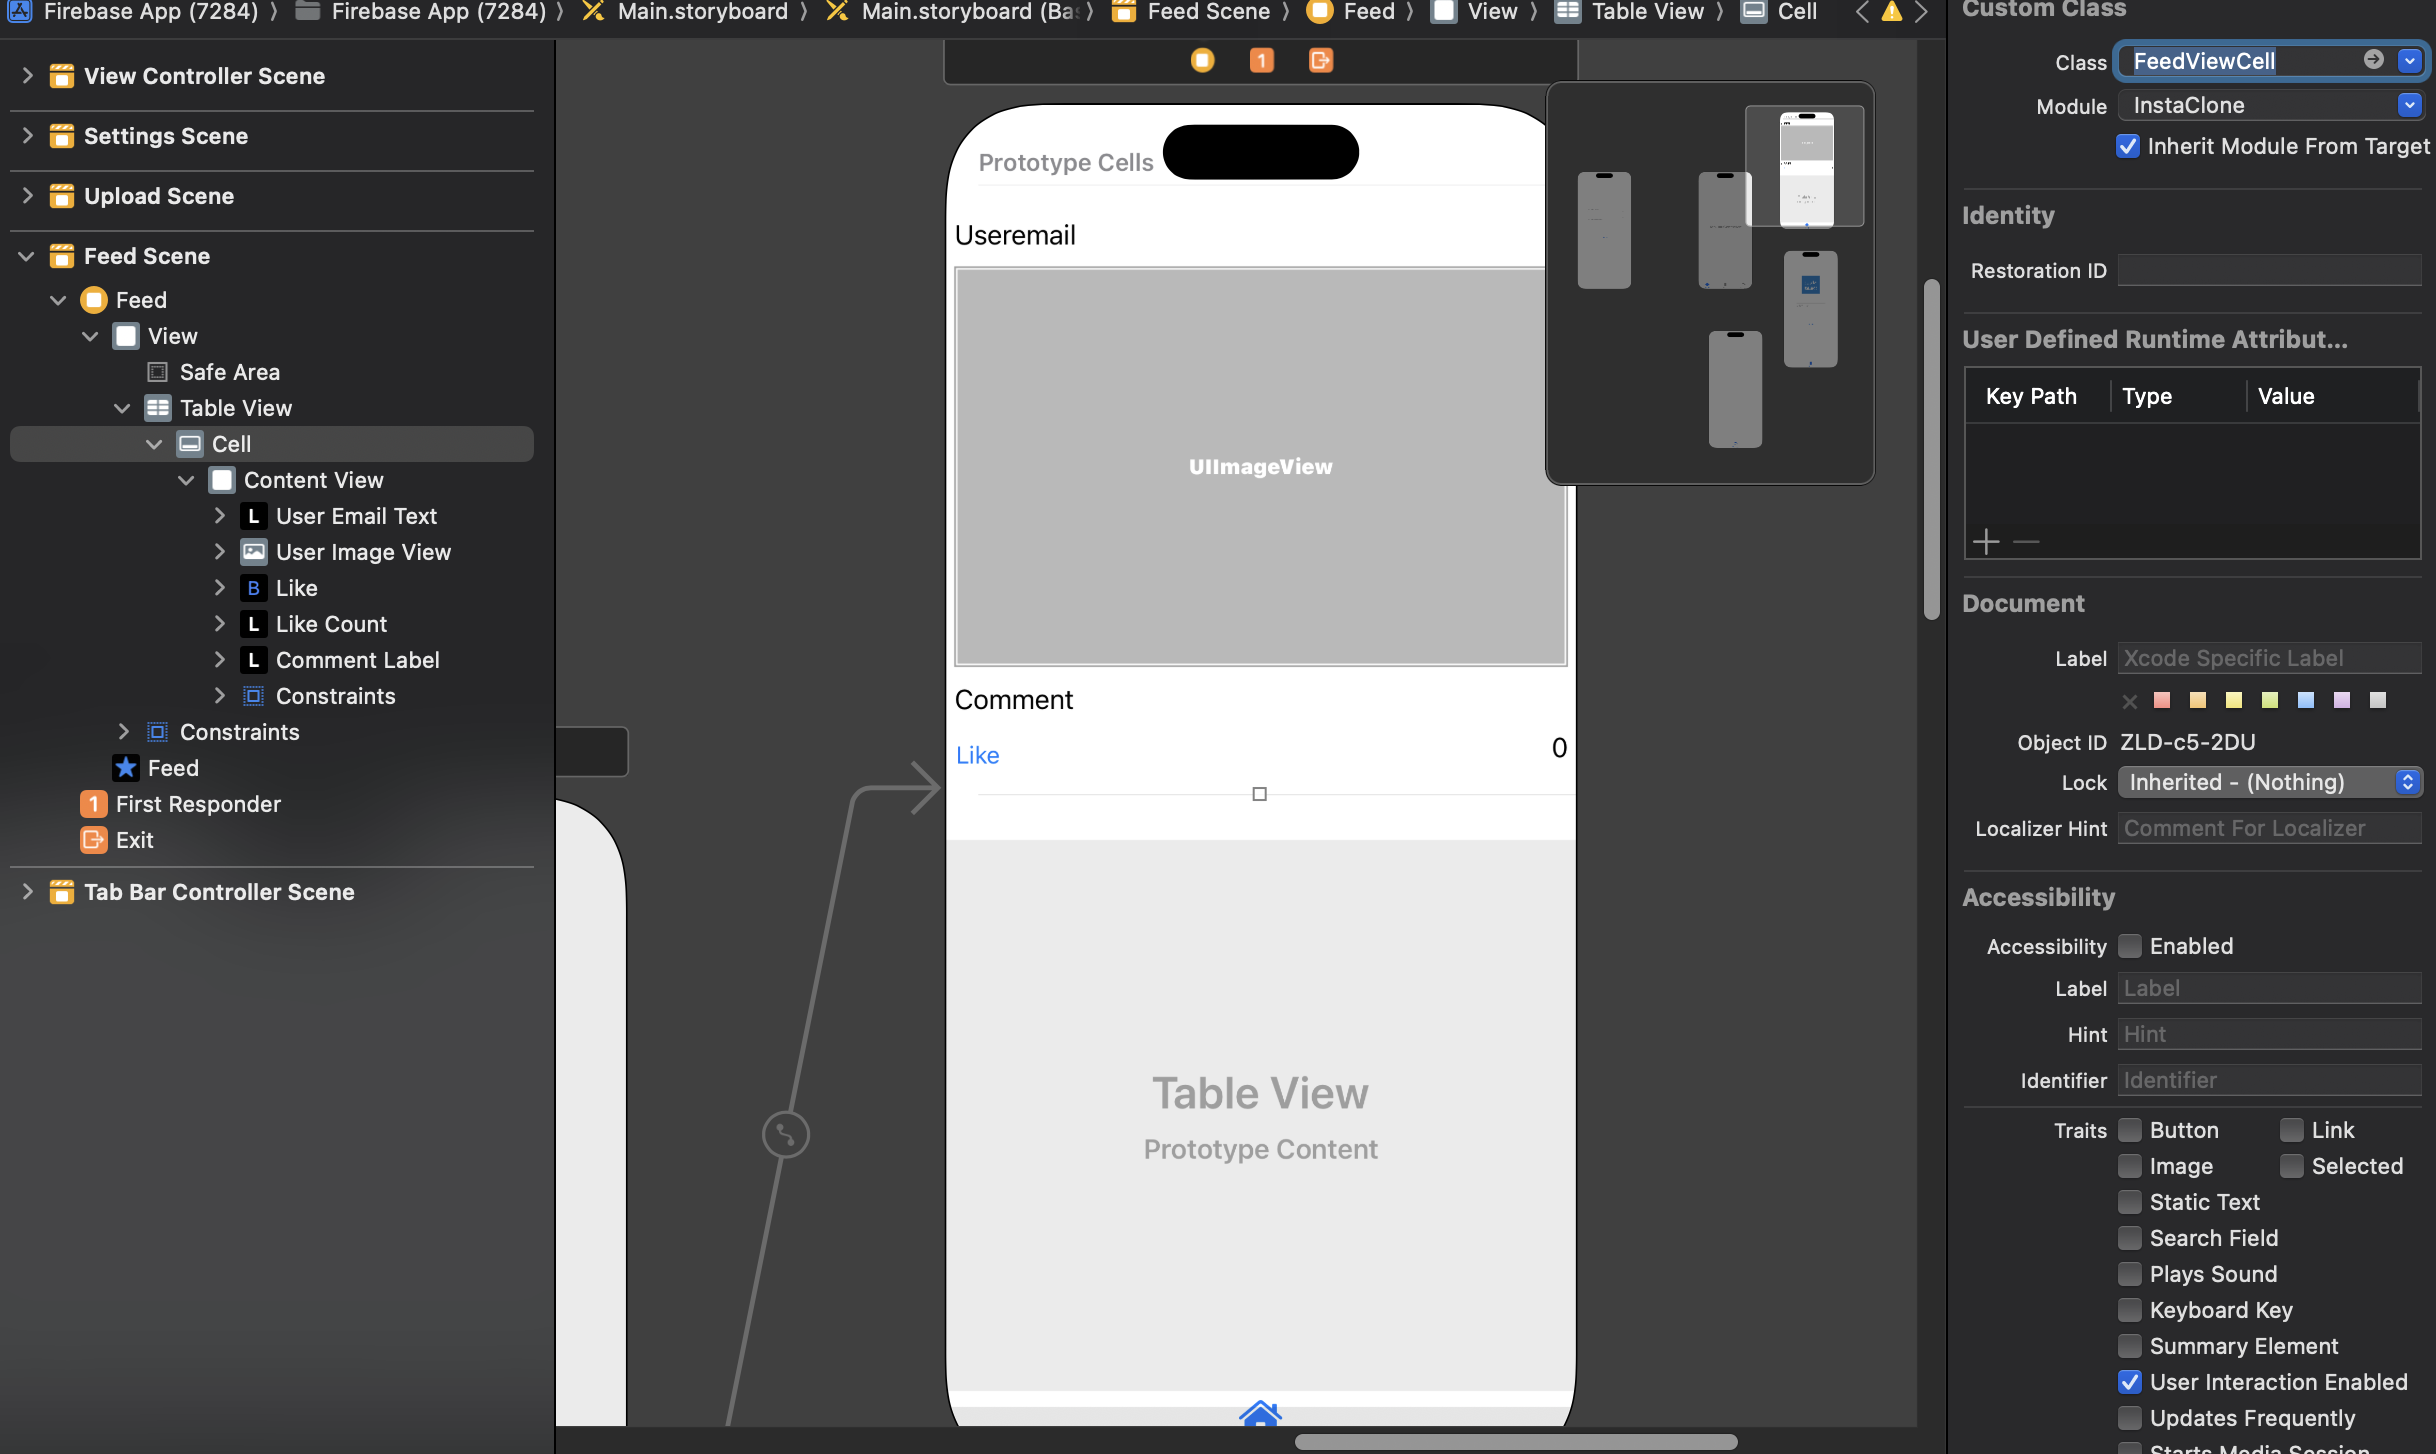 Firebase App (7284) 〉 Firebase App (7284) 〉 Main.storyboard 〉 Main.storyboard (Ba 〉 Feed Scene 〉 Feed 〉 View 〉 Table View 〉 Cell
View Controller Scene
Settings Scene
Upload Scene
Feed Scene
Feed
View
Safe Area
Table View
Cell
Content View
L User Email Text
User Image View
B Like
L Like Count
L Comment Label
Constraints
Constraints
Feed
1 First Responder
Exit
Tab Bar Controller Scene
1
Prototype Cells
Useremail
UIImageView
Comment
Like
0
Table View
Prototype Content
Custom Class
Class FeedViewCell
Module InstaClone
Inherit Module From Target
Identity
Restoration ID
User Defined Runtime Attribut...
Key Path Type Value
Document
Label Xcode Specific Label
Object ID ZLD-c5-2DU
Lock Inherited - (Nothing)
Localizer Hint Comment For Localizer
Accessibility
Accessibility Enabled
Label Label
Hint Hint
Identifier Identifier
Traits Button Link
Image Selected
Static Text
Search Field
Plays Sound
Keyboard Key
Summary Element
User Interaction Enabled
Updates Frequently
Starts Media Session